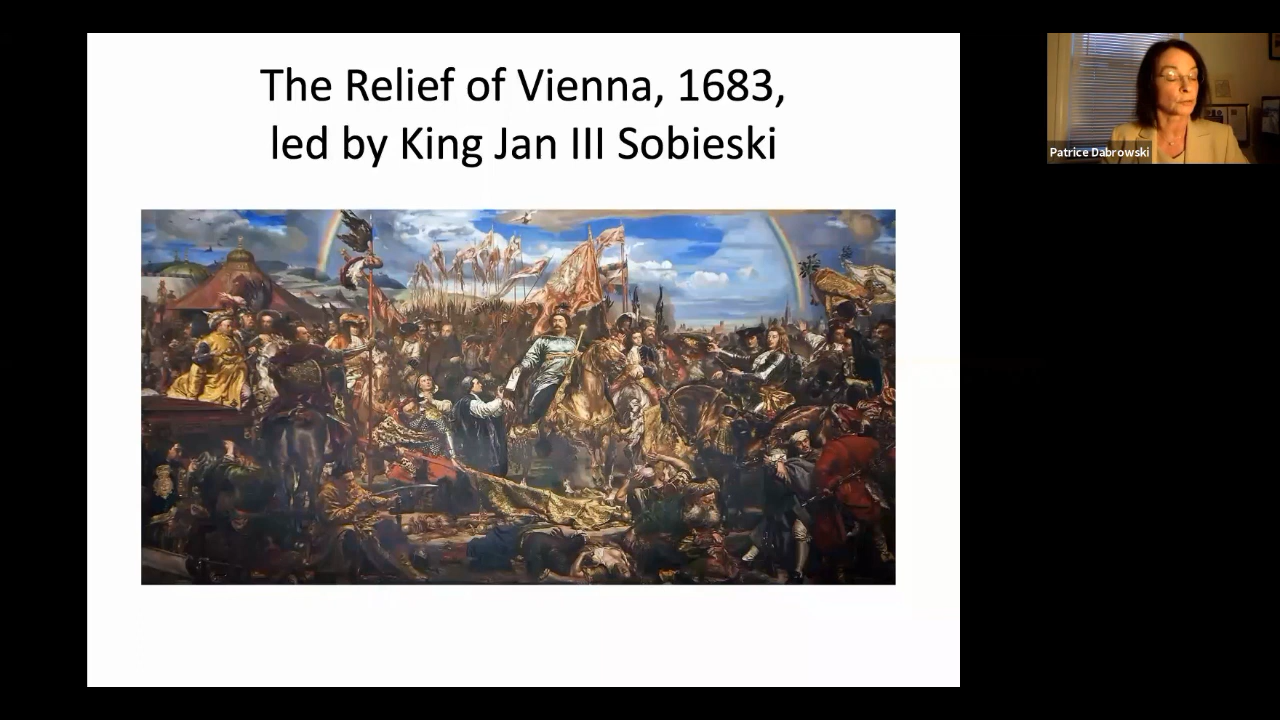 The Relief of Vienna, 1683,
led by King Jan III Sobieski
Patrice Dabrowski